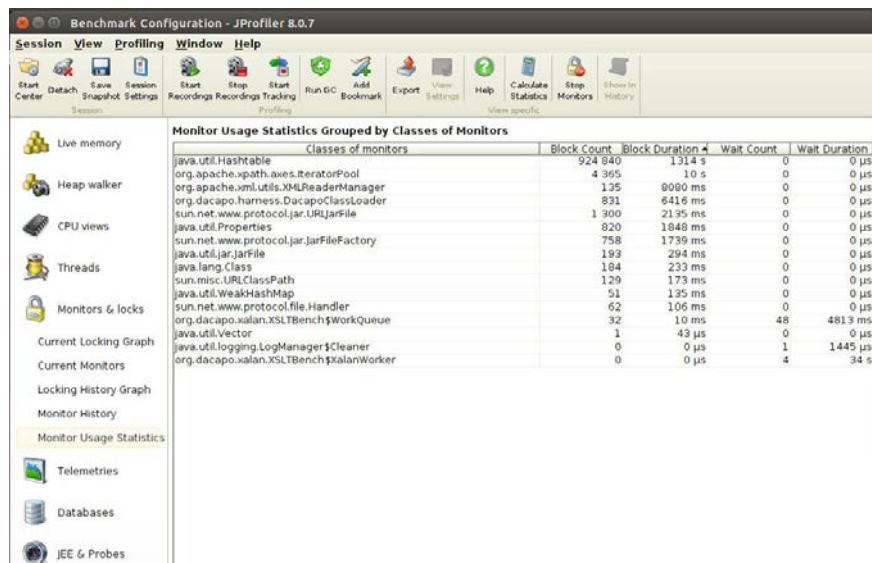 Benchmark Configuration - JProfiler 8.0.7
Session View Profiling Window Help
Start Center Detach Save Snapshot Session Settings Start Recordings Stop Recordings Start Tracking Run GC Add Bookmark Export View Settings Help Calculate Statistics Stop Monitors Show in History
Session Profiling View specific
Live memory
Heap walker
CPU views
Threads
Monitors & locks
Current Locking Graph
Current Monitors
Locking History Graph
Monitor History
Monitor Usage Statistics
Telemetries
Databases
JEE & Probes
Monitor Usage Statistics Grouped by Classes of Monitors
Classes of monitors Block Count Block Duration Wait Count Wait Duration
java.util.Hashtable 924 840 1314 s 0 0 µs
org.apache.xpath.axes.IteratorPool 4 365 10 s 0 0 µs
org.apache.xml.utils.XMLReaderManager 135 8080 ms 0 0 µs
org.dacapo.harness.DacapoClassLoader 831 6416 ms 0 0 µs
sun.net.www.protocol.jar.URLJarFile 1 300 2135 ms 0 0 µs
java.util.Properties 820 1848 ms 0 0 µs
sun.net.www.protocol.jar.JarFileFactory 758 1739 ms 0 0 µs
java.util.jar.JarFile 193 294 ms 0 0 µs
java.lang.Class 184 233 ms 0 0 µs
sun.misc.URLClassPath 129 173 ms 0 0 µs
java.util.WeakHashMap 51 135 ms 0 0 µs
sun.net.www.protocol.file.Handler 62 106 ms 0 0 µs
org.dacapo.xalan.XSLTBench$WorkQueue 32 10 ms 48 4813 ms
java.util.Vector 1 43 µs 0 0 µs
java.util.logging.LogManager$Cleaner 0 0 µs 1 1445 µs
org.dacapo.xalan.XSLTBench$XalanWorker 0 0 µs 4 34 s